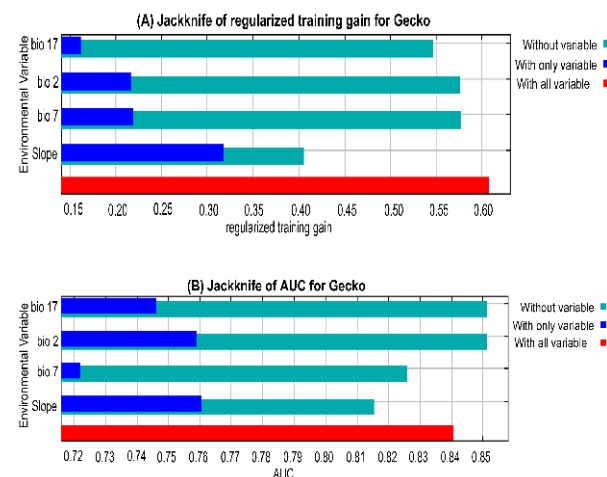 (A) Jackknife of regularized training gain for Gecko
Environmental Variable
bio 17
bio 2
bio 7
Slope
Without variable
With only variable
With all variable
0.15 0.20 0.25 0.30 0.35 0.40 0.45 0.50 0.55 0.60
regularized training gain
(B) Jackknife of AUC for Gecko
Environmental Variable
bio 17
bio 2
bio 7
Slope
Without variable
With only variable
With all variable
0.72 0.73 0.74 0.75 0.76 0.77 0.78 0.79 0.80 0.81 0.82 0.83 0.84 0.85
AUC